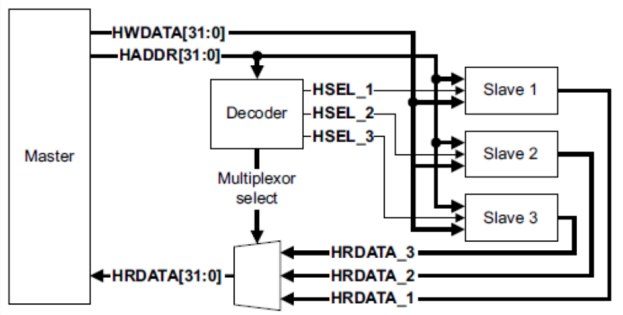 HWDATA[31:0]
HADDR[31:0]
HSEL_1
Slave 1
Decoder
HSEL_2
HSEL_3
Slave 2
Master
Multiplexor
select
Slave 3
HRDATA_3
HRDATA[31:0]
HRDATA_2
HRDATA_1